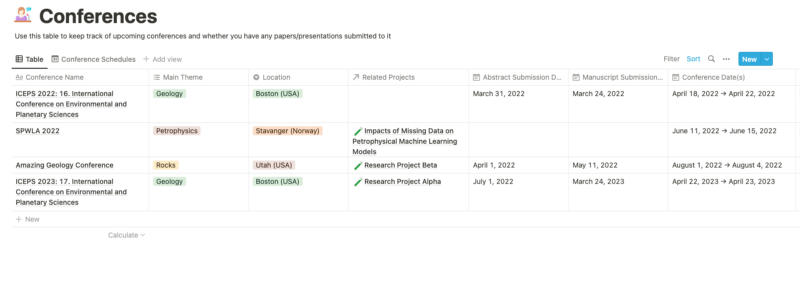 Conferences
Use this table to keep track of upcoming conferences and whether you have any papers/presentations submitted to it
Table Conference Schedules + Add view Filter Sort ••• New
Aa Conference Name Main Theme Location Related Projects Abstract Submission D... Manuscript Submission... Conference Date(s)
ICEPS 2022: 16. International Geology Boston (USA) March 31, 2022 March 24, 2022 April 18, 2022 → April 22, 2022
Conference on Environmental and
Planetary Sciences
SPWLA 2022 Petrophysics Stavanger (Norway) Impacts of Missing Data on June 11, 2022 → June 15, 2022
Petrophysical Machine Learning
Models
Amazing Geology Conference Rocks Utah (USA) Research Project Beta April 1, 2022 May 11, 2022 August 1, 2022 → August 4, 2022
ICEPS 2023: 17. International Geology Boston (USA) Research Project Alpha July 1, 2022 March 24, 2023 April 22, 2023 → April 23, 2023
Conference on Environmental and
Planetary Sciences
+ New
Calculate